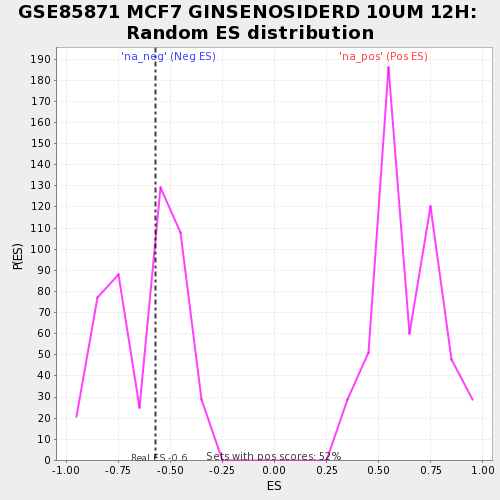 GSE85871 MCF7 GINSENOSIDERD 10UM 12H:
Random ES distribution
'na_neg' (Neg ES)
'na_pos' (Pos ES)
190
180
170
160
150
140
130
120
110
100
90
80
70
60
50
40
30
20
10
0
P(ES)
Real ES -0.6
Sets with pos scores: 52%
-1.00 -0.75 -0.50 -0.25 0.00 0.25 0.50 0.75 1.00
ES